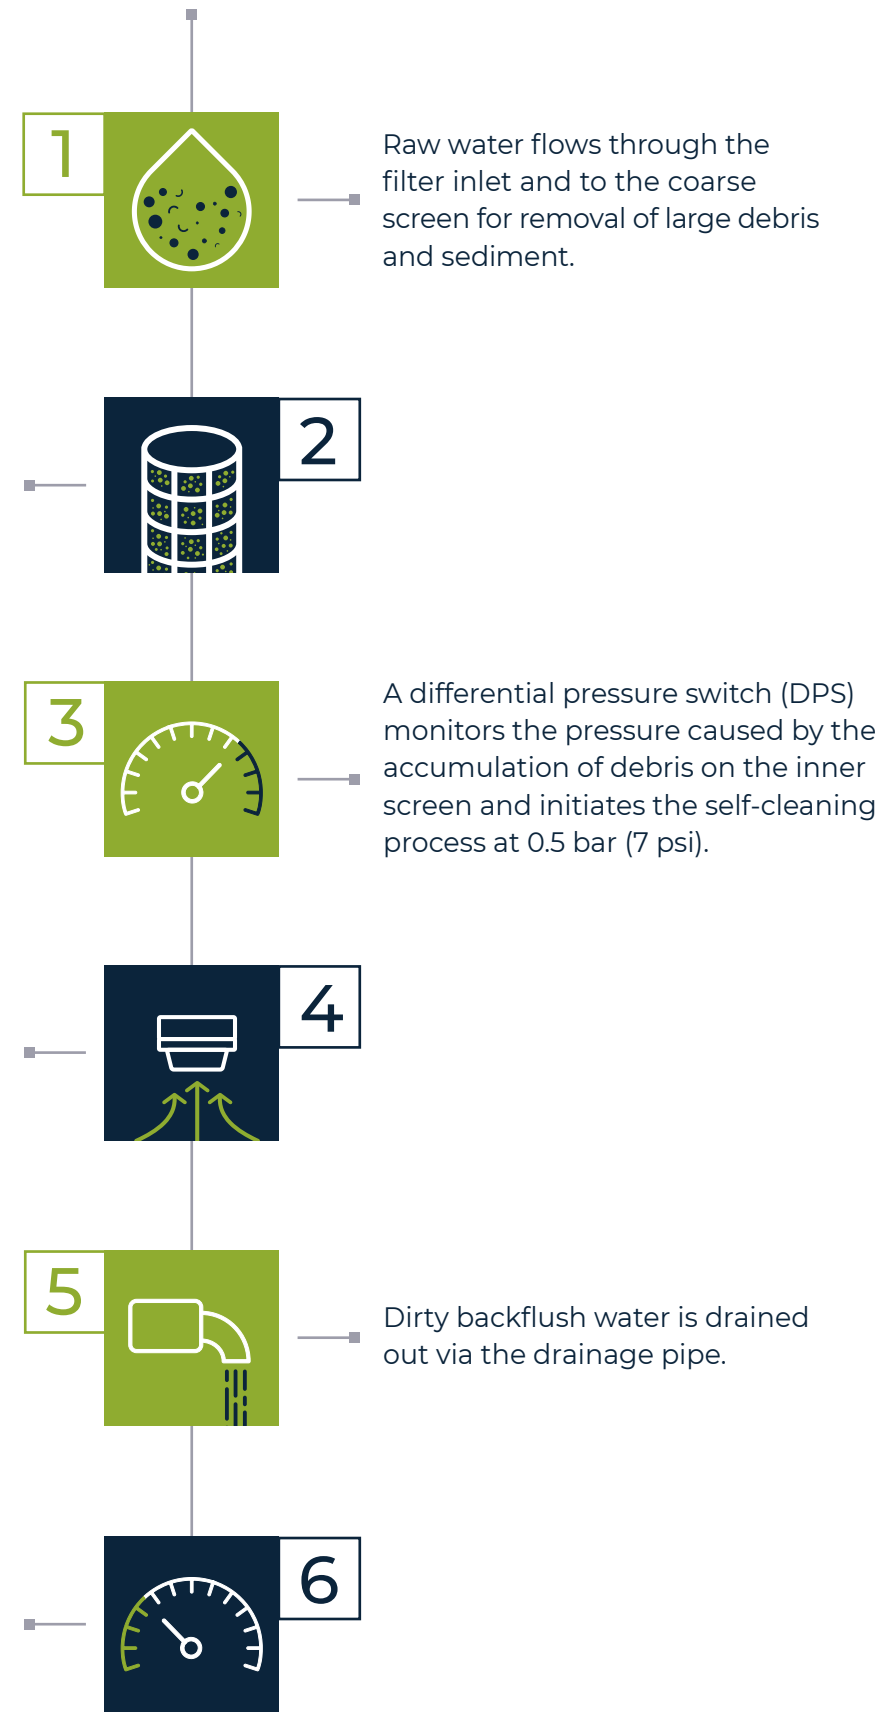 1
Raw water flows through the
filter inlet and to the coarse
screen for removal of large debris
and sediment.
2
3
A differential pressure switch (DPS)
monitors the pressure caused by the
accumulation of debris on the inner
screen and initiates the self-cleaning
process at 0.5 bar (7 psi).
4
5
Dirty backflush water is drained
out via the drainage pipe.
6